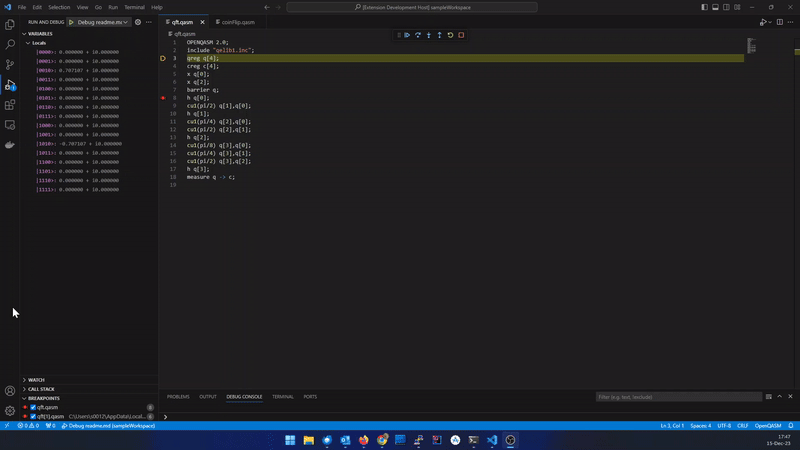 File Edit Selection View Go Run Terminal Help
[Extension Development Host] sampleWorkspace
RUN AND DEBUG Debug readme.mv
qft.qasm
coinFlip.qasm
qft.qasm
VARIABLES
Locals
|0000>: 0.000000 + i0.000000
|0001>: 0.000000 + i0.000000
|0010>: 0.707107 + i0.000000
|0011>: 0.000000 + i0.000000
|0100>: 0.000000 + i0.000000
|0101>: 0.000000 + i0.000000
|0110>: 0.000000 + i0.000000
|0111>: 0.000000 + i0.000000
|1000>: 0.000000 + i0.000000
|1001>: 0.000000 + i0.000000
|1010>: -0.707107 + i0.000000
|1011>: 0.000000 + i0.000000
|1100>: 0.000000 + i0.000000
|1101>: 0.000000 + i0.000000
|1110>: 0.000000 + i0.000000
|1111>: 0.000000 + i0.000000
1 OPENQASM 2.0;
2 include "qelib1.inc";
3 qreg q[4];
4 creg c[4];
5 x q[0];
6 x q[2];
7 barrier q;
8 h q[0];
9 cu1(pi/2) q[1],q[0];
10 h q[1];
11 cu1(pi/4) q[2],q[0];
12 cu1(pi/2) q[2],q[1];
13 h q[2];
14 cu1(pi/8) q[3],q[0];
15 cu1(pi/4) q[3],q[1];
16 cu1(pi/2) q[3],q[2];
17 h q[3];
18 measure q -> c;
WATCH
CALL STACK
BREAKPOINTS
qft.qasm 8
qft[1].qasm C:\Users\i0012\AppData\Local...
PROBLEMS OUTPUT DEBUG CONSOLE TERMINAL PORTS
Filter (e.g. text, !exclude)
0 0 0 Debug readme.md (sampleWorkspace)
Ln 3, Col 1 Spaces: 4 UTF-8 CRLF OpenQASM
17:47
15-Dec-23